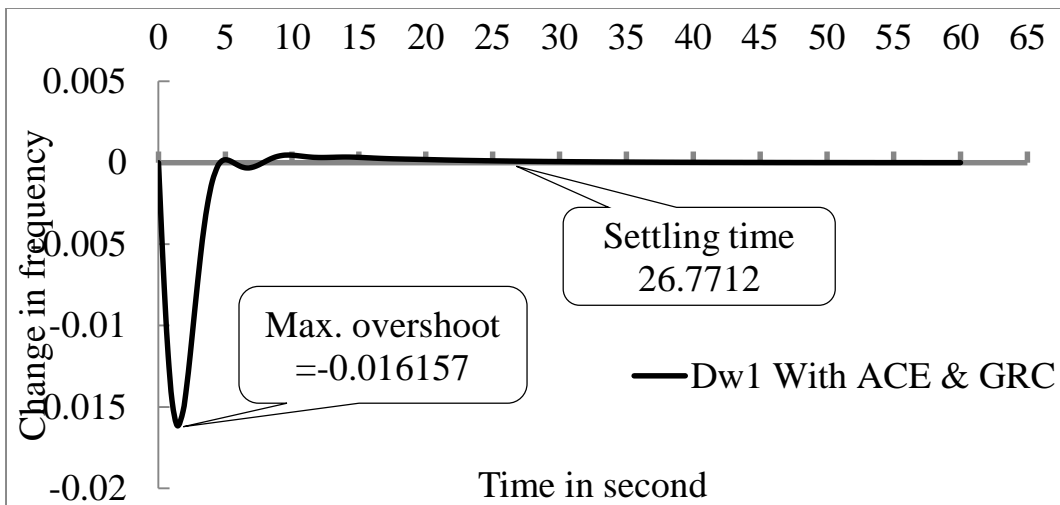 0 5 10 15 20 25 30 35 40 45 50 55 60 65
0.005
0
0.005
-0.01
0.015
-0.02
Change in frequency
Settling time
26.7712
Max. overshoot
=-0.016157
Dw1 With ACE & GRC
Time in second